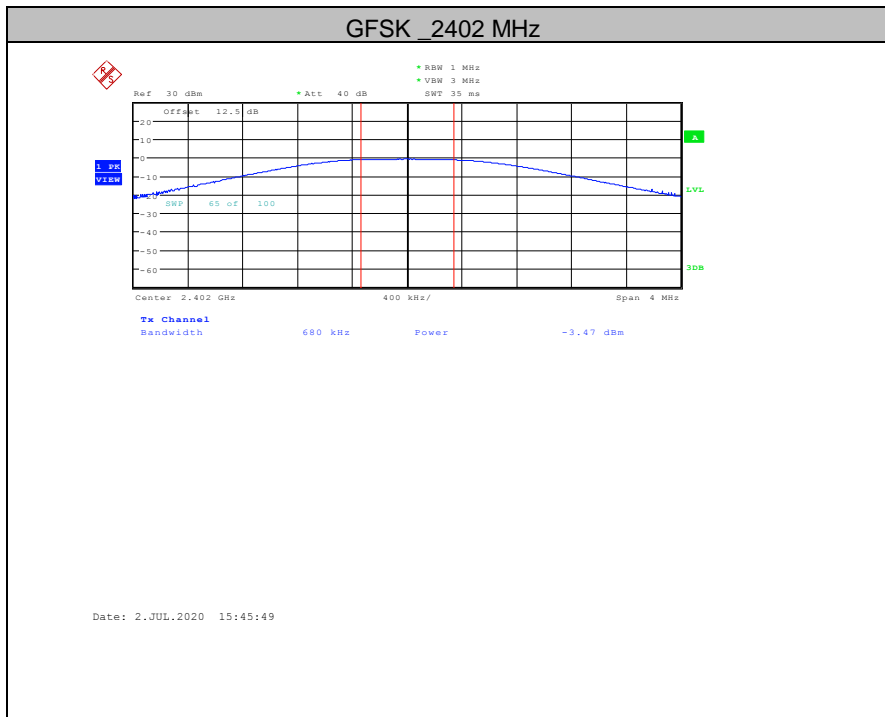 GFSK _2402 MHz
R S
* RBW 1 MHz
* VBW 3 MHz
Ref 30 dBm * Att 40 dB SWT 35 ms
Offset 12.5 dB
20
10
A
0
1 PK
VIEW
-10
-20
LVL
SWP 65 of 100
-30
-40
-50
-60
3DB
Center 2.402 GHz 400 kHz/ Span 4 MHz
Tx Channel
Bandwidth 680 kHz Power -3.47 dBm
Date: 2.JUL.2020 15:45:49